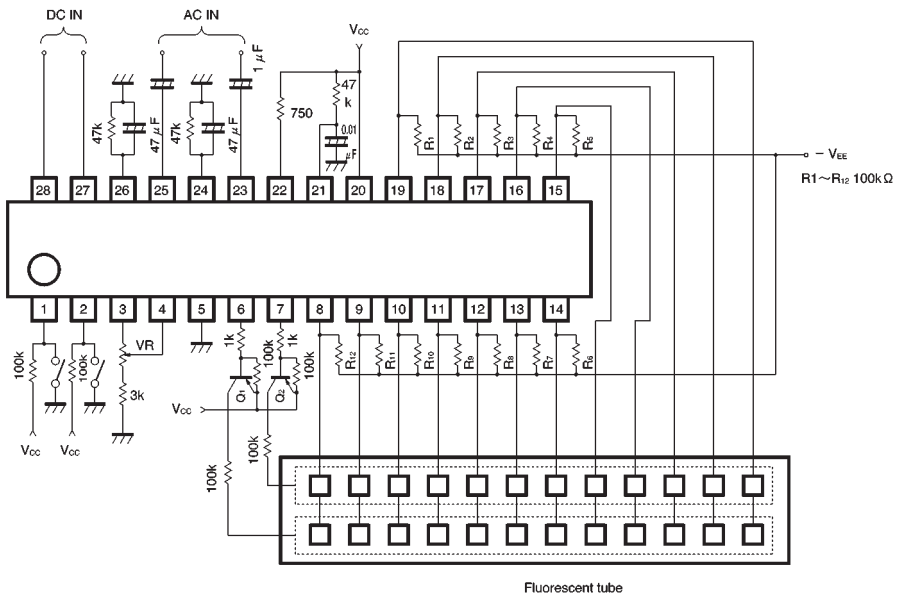 DC IN
AC IN
1 μF
VCC
47k
47 μF
47k
47 μF
750
47
k
0.01
μF
R1
R2
R3
R4
R5
− VEE
R1～R12 100kΩ
28
27
26
25
24
23
22
21
20
19
18
17
16
15
1
2
3
4
5
6
7
8
9
10
11
12
13
14
100k
100k
VR
3k
VCC
VCC
1k
1k
100k
100k
Q1
Q2
VCC
R12
R11
R10
R9
R8
R7
R6
100k
100k
Fluorescent tube